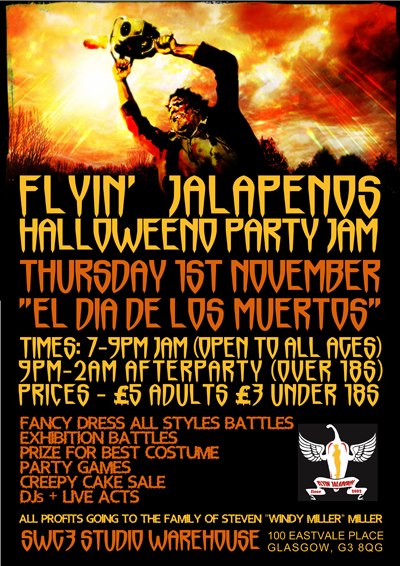 FLYIN' JALAPENOS
HALLOWEENO PARTY JAM
THURSDAY 1ST NOVEMBER
"EL DIA DE LOS MUERTOS"
TIMES: 7-9PM JAM (OPEN TO ALL AGES)
9PM-2AM AFTERPARTY (OVER 18S)
PRICES - £5 ADULTS £3 UNDER 18S
FANCY DRESS ALL STYLES BATTLES
EXHIBITION BATTLES
PRIZE FOR BEST COSTUME
PARTY GAMES
CREEPY CAKE SALE
DJs + LIVE ACTS
FLYIN' JALAPENOS
Since
ALL PROFITS GOING TO THE FAMILY OF STEVEN "WINDY MILLER" MILLER
SWG3 STUDIO WAREHOUSE
100 EASTVALE PLACE
GLASGOW, G3 8QG